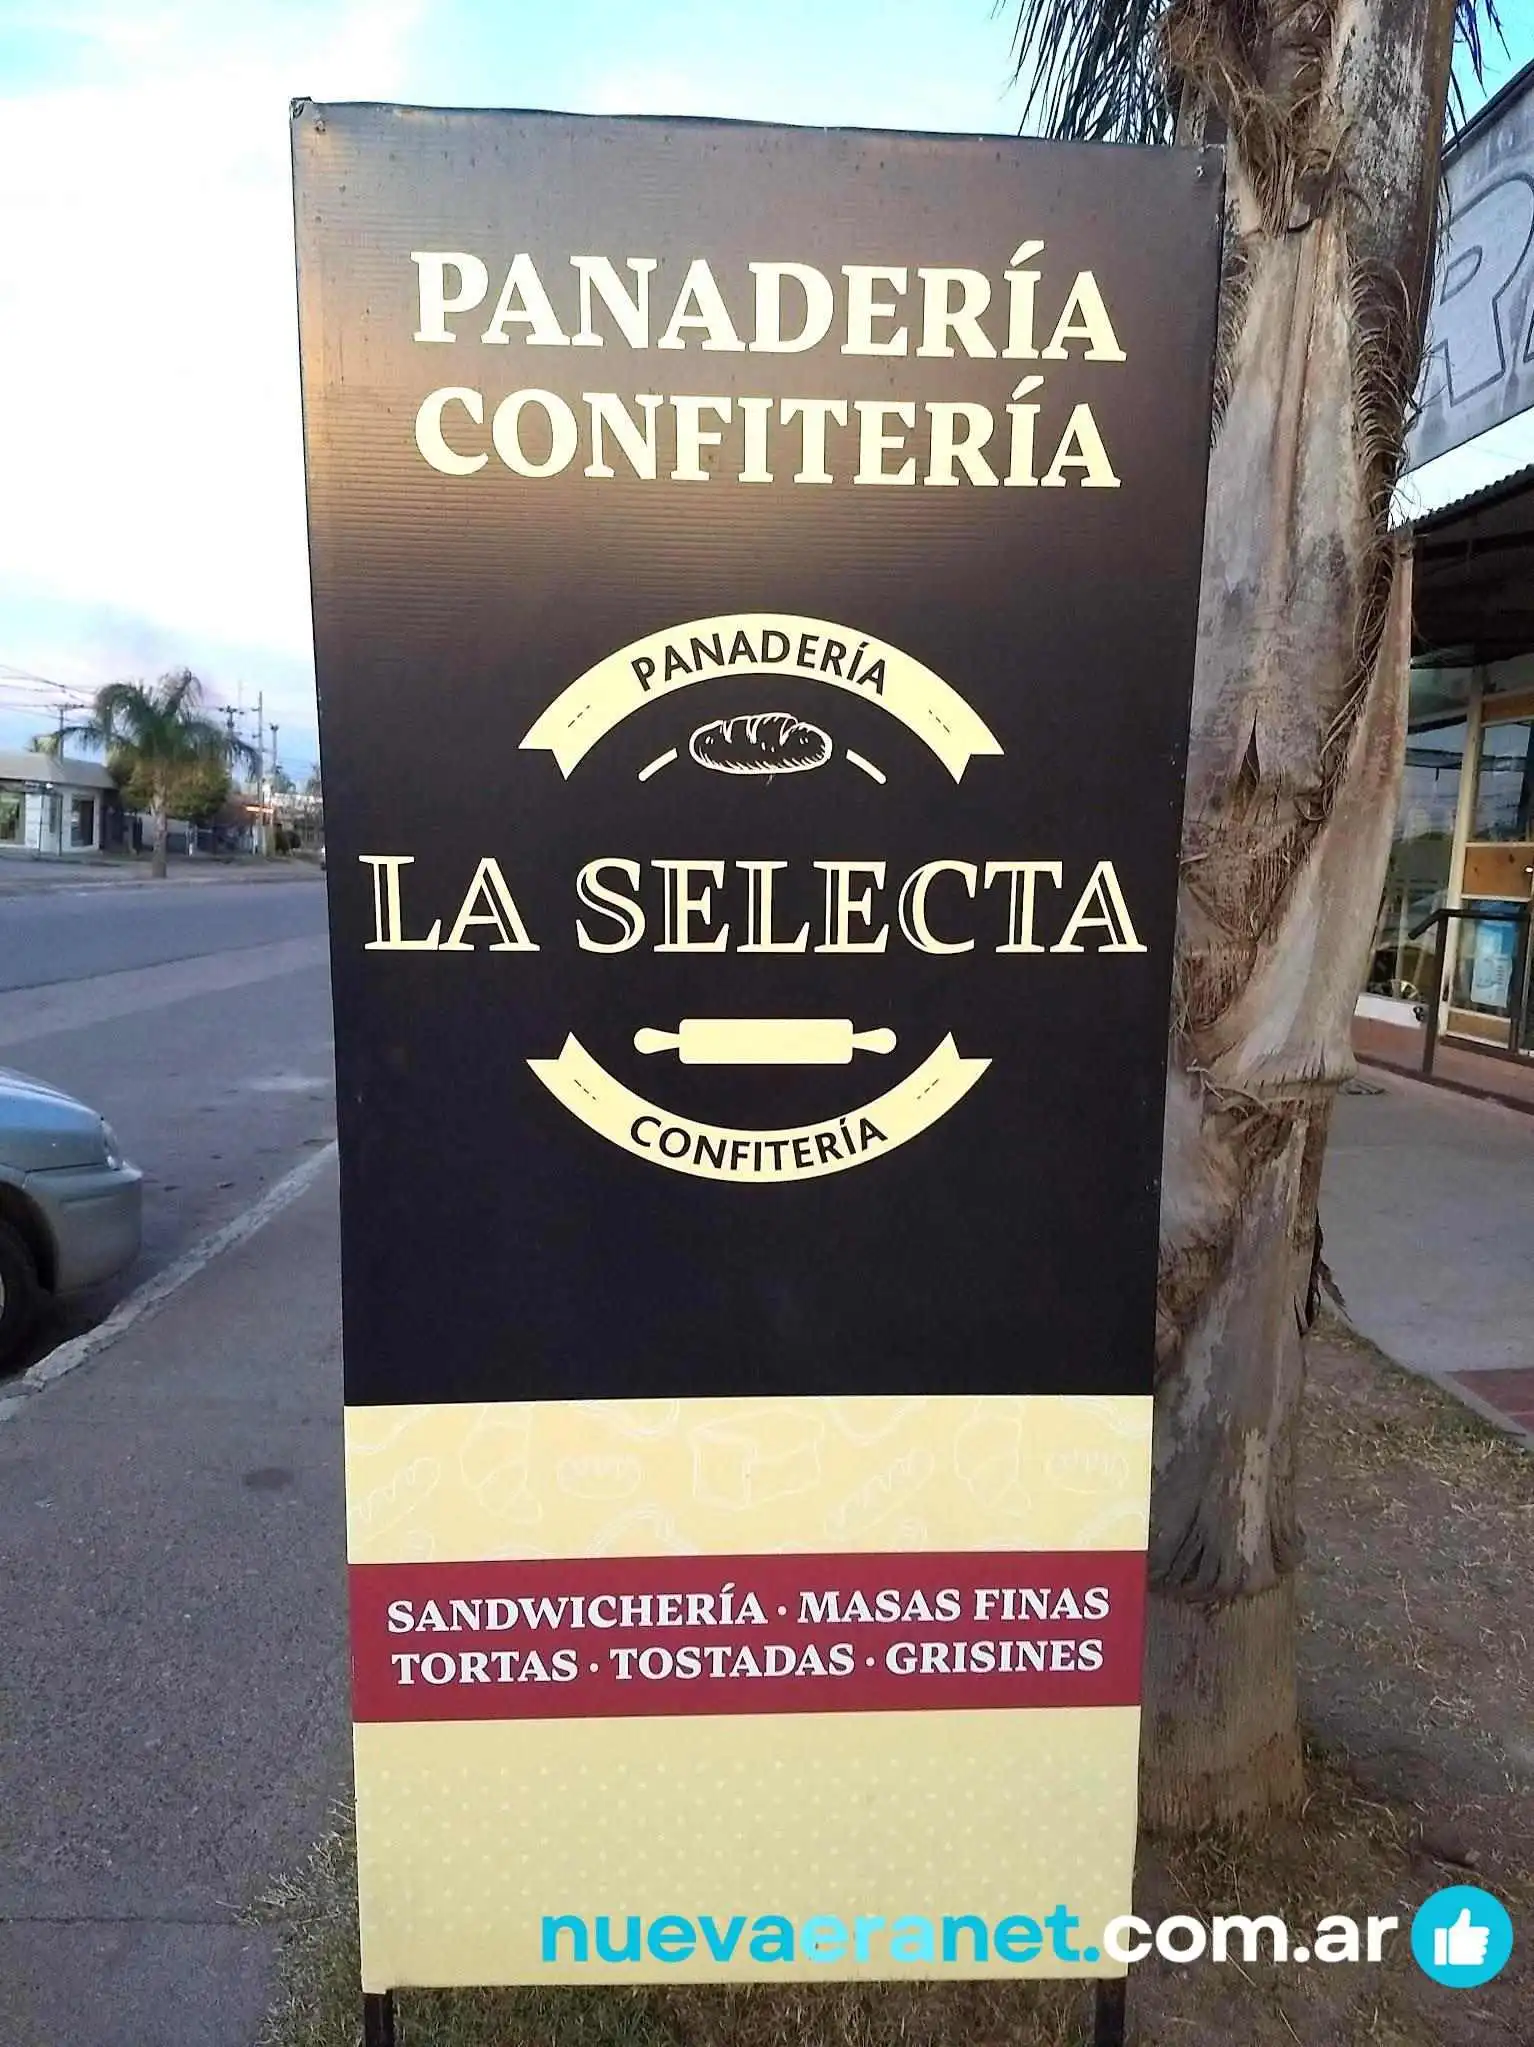 PANADERÍA
CONFITERÍA
PANADERÍA
LA SELECTA
CONFITERÍA
SANDWICHERÍA · MASAS FINAS
TORTAS · TOSTADAS · GRISINES
nuevaeranet.com.ar